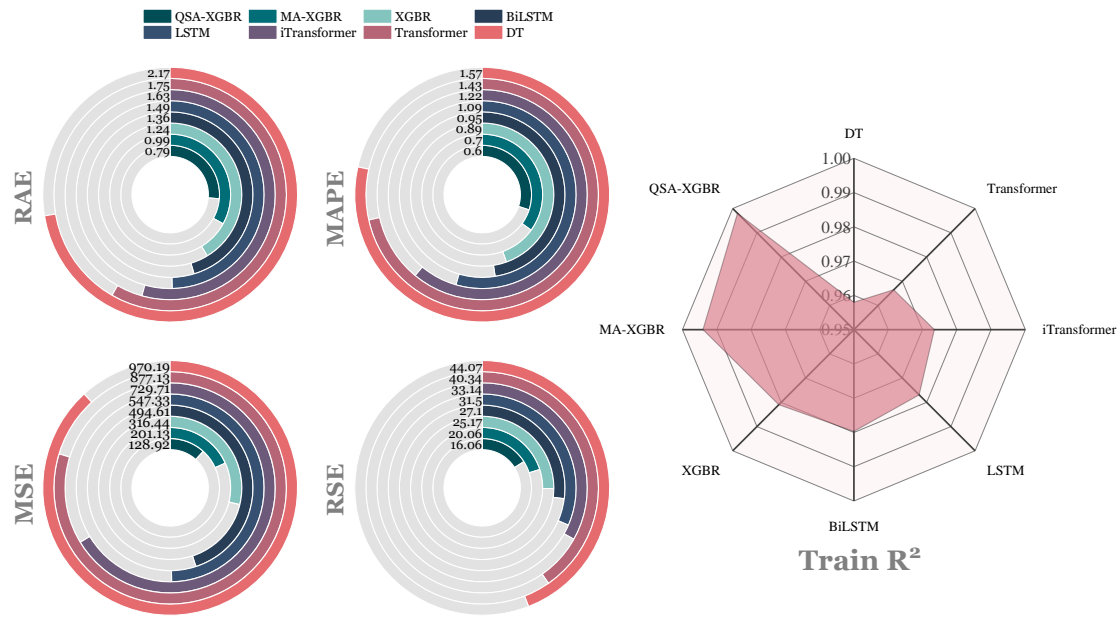 QSA-XGBR MA-XGBR XGBR BiLSTM
LSTM iTransformer Transformer DT
RAE
2.17
1.75
1.63
1.49
1.36
1.24
0.99
0.79
MAPE
1.57
1.43
1.22
1.09
0.95
0.89
0.7
0.6
MSE
970.19
877.13
729.71
547.33
494.61
316.44
201.13
128.92
RSE
44.07
40.34
33.14
31.5
27.1
25.17
20.06
16.06
DT
1.00
QSA-XGBR
Transformer
0.99
0.98
0.97
0.96
MA-XGBR
0.95
iTransformer
XGBR
LSTM
BiLSTM
Train R²